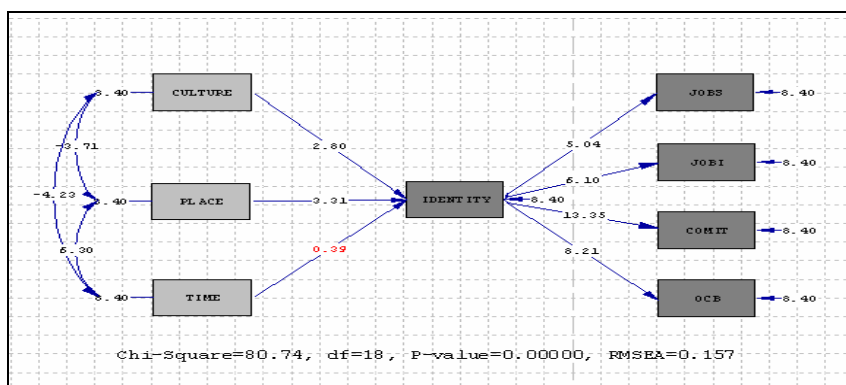 8.40 CULTURE JOBS 8.40
-3.71 2.80 5.04
JOBI 8.40
6.10
-4.23 8.40 PLACE 3.31 IDENTITY 8.40
13.35
COMIT 8.40
6.30 0.39 8.21
8.40 TIME OCB 8.40
Chi-Square=80.74, df=18, P-value=0.00000, RMSEA=0.157